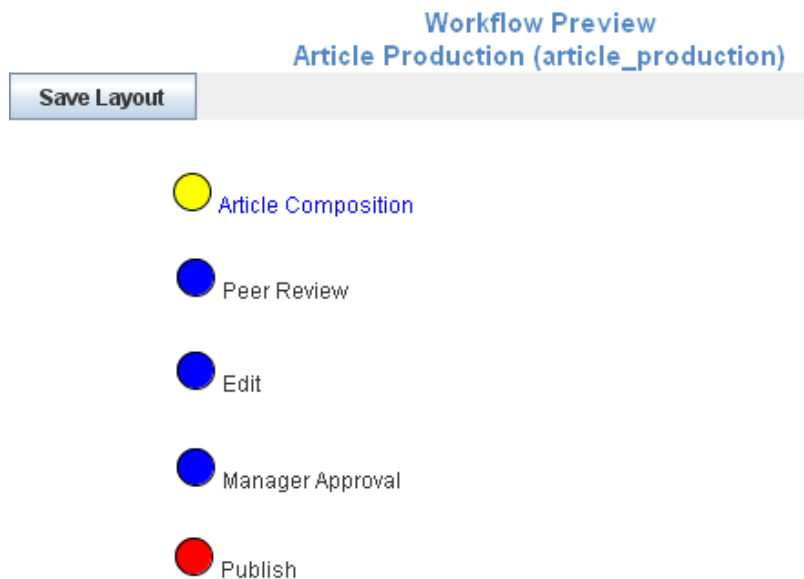 Workflow Preview
Article Production (article_production)
Save Layout
Article Composition
Peer Review
Edit
Manager Approval
Publish